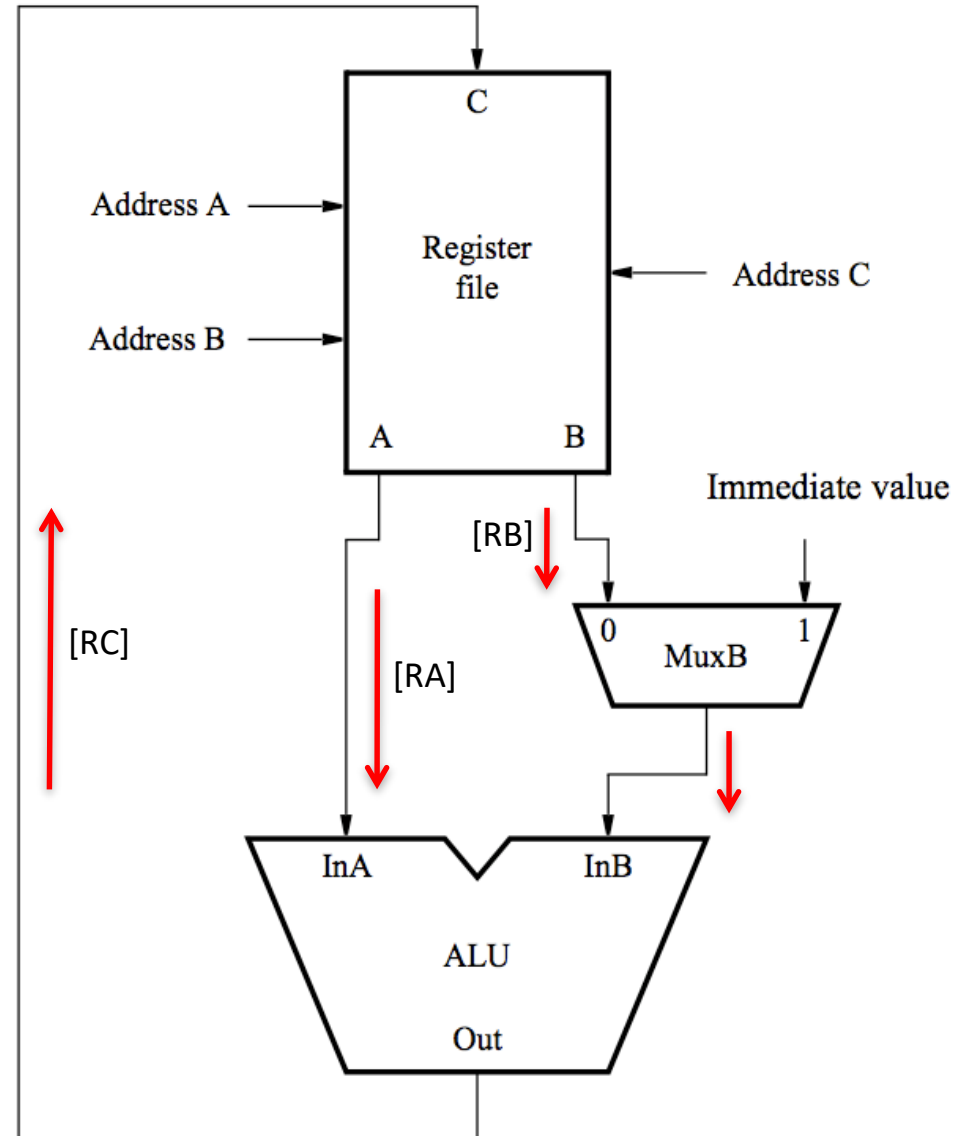 C
Address A
Register
file
Address C
Address B
A
B
Immediate value
[RB]
0
1
MuxB
[RC]
[RA]
InA
InB
ALU
Out